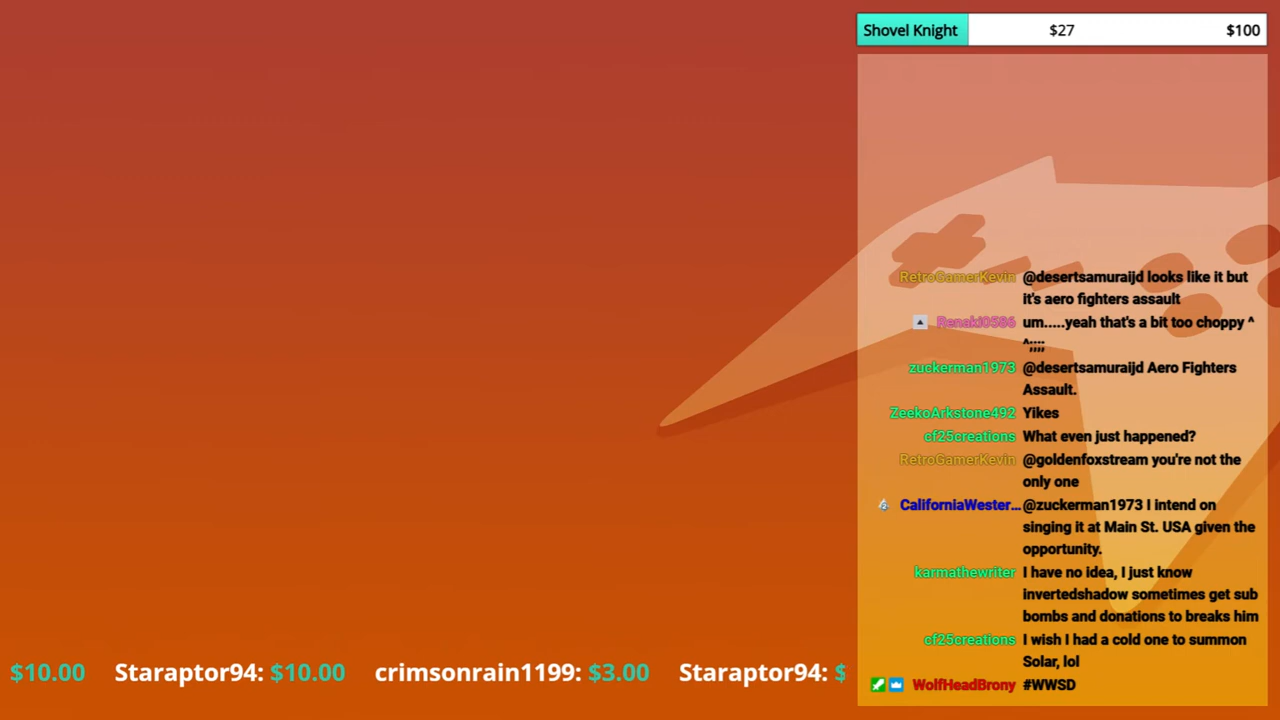 Shovel Knight $27 $100
RetroGamerKevin @desertsamuraijd looks like it but
it's aero fighters assault
Renaki0586 um.....yeah that's a bit too choppy ^
^;;;;
zuckerman1973 @desertsamuraijd Aero Fighters
Assault.
ZeekoArkstone492 Yikes
cf25creations What even just happened?
RetroGamerKevin @goldenfoxstream you're not the
only one
CaliforniaWester... @zuckerman1973 I intend on
singing it at Main St. USA given the
opportunity.
karmathewriter I have no idea, I just know
invertedshadow sometimes get sub
bombs and donations to breaks him
cf25creations I wish I had a cold one to summon
Solar, lol
WolfHeadBrony #WWSD
$10.00 Staraptor94: $10.00 crimsonrain1199: $3.00 Staraptor94: $